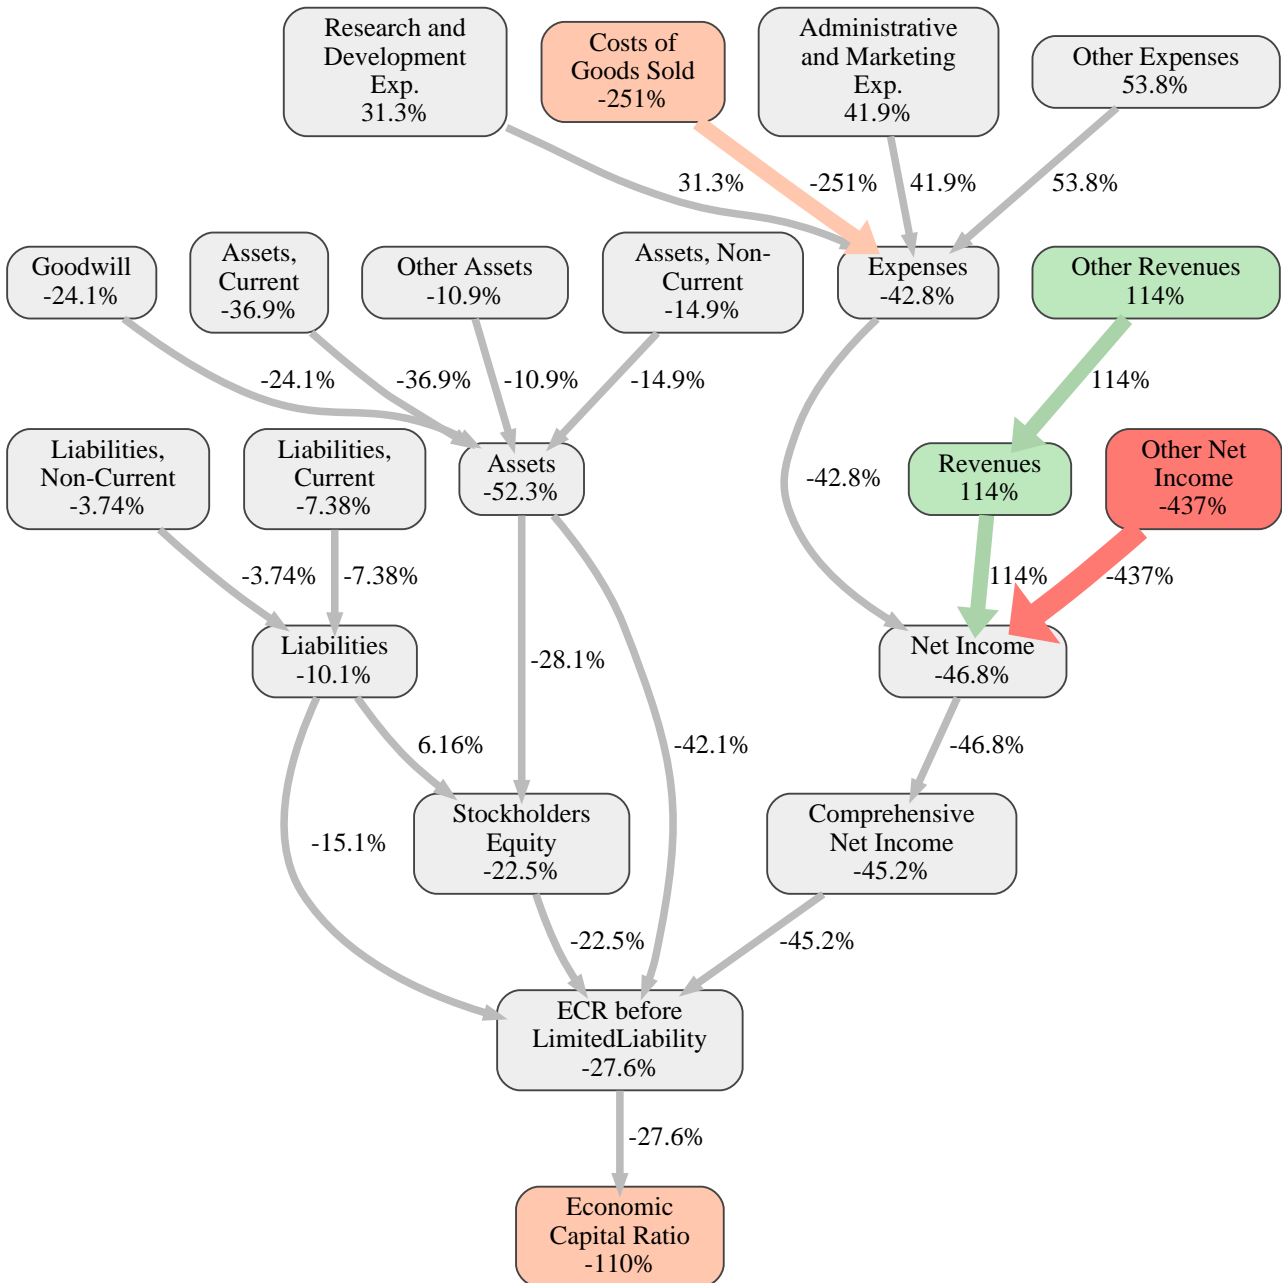 Research and
Development
Exp.
31.3%
Costs of
Goods Sold
-251%
Administrative
and Marketing
Exp.
41.9%
Other Expenses
53.8%
31.3%
-251%
41.9%
53.8%
Goodwill
-24.1%
Assets,
Current
-36.9%
Other Assets
-10.9%
Assets, Non-
Current
-14.9%
Expenses
-42.8%
Other Revenues
114%
-24.1%
-36.9%
-10.9%
-14.9%
114%
Liabilities,
Non-Current
-3.74%
Liabilities,
Current
-7.38%
Assets
-52.3%
-42.8%
Revenues
114%
Other Net
Income
-437%
-3.74%
-7.38%
114%
-437%
Liabilities
-10.1%
-28.1%
Net Income
-46.8%
6.16%
-42.1%
-46.8%
-15.1%
Stockholders
Equity
-22.5%
Comprehensive
Net Income
-45.2%
-22.5%
-45.2%
ECR before
LimitedLiability
-27.6%
-27.6%
Economic
Capital Ratio
-110%